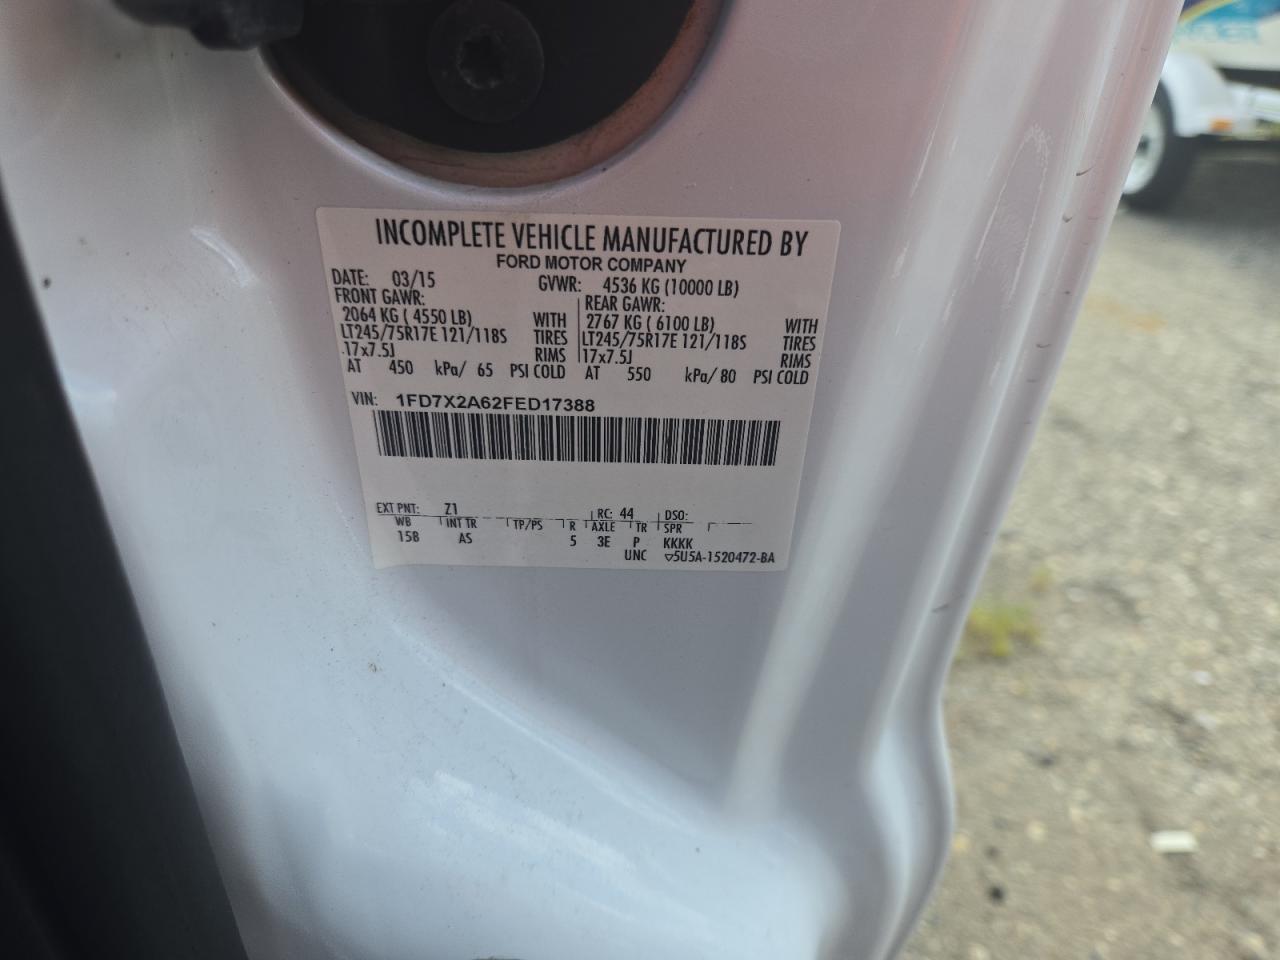 INCOMPLETE VEHICLE MANUFACTURED BY
FORD MOTOR COMPANY
DATE: 03/15 GVWR: 4536 KG (10000 LB)
FRONT GAWR: REAR GAWR:
2064 KG ( 4550 LB) WITH 2767 KG ( 6100 LB) WITH
LT245/75R17E 121/118S TIRES LT245/75R17E 121/118S TIRES
17x7.5J RIMS 17x7.5J RIMS
AT 450 kPa/ 65 PSI COLD AT 550 kPa/ 80 PSI COLD
VIN: 1FD7X2A62FED17388
EXT PNT: Z1 RC: 44 DSO:
WB INT TR TP/PS R AXLE TR SPR
158 AS 5 3E P KKKK
UNC ▽5U5A-1520472-BA